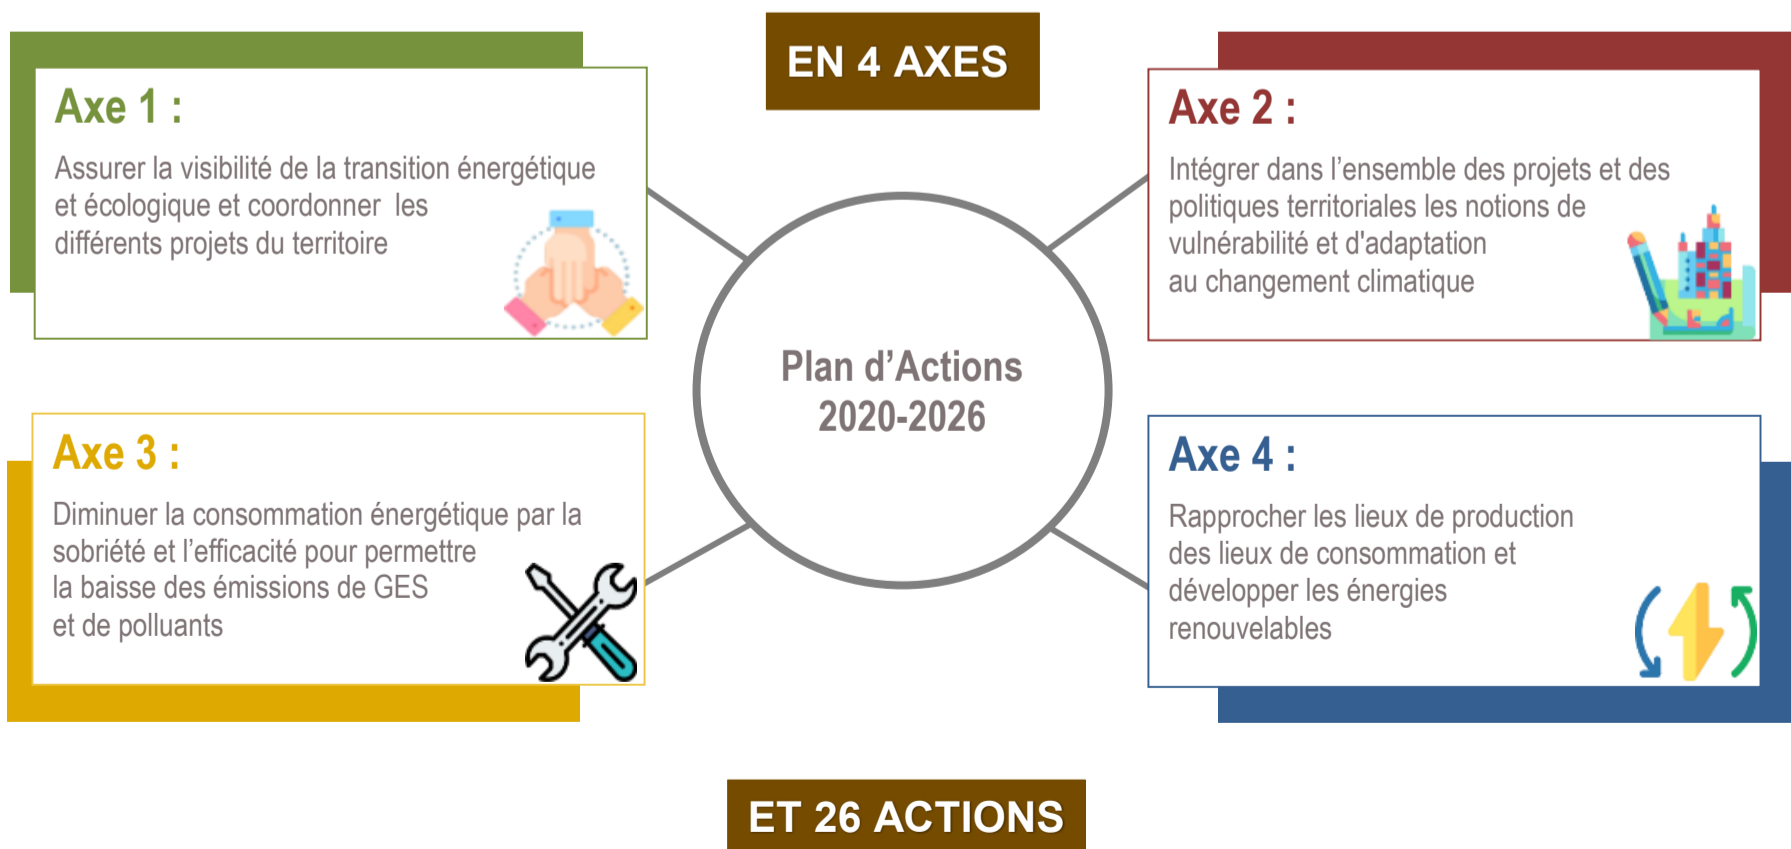 EN 4 AXES
Axe 1 :
Assurer la visibilité de la transition énergétique
et écologique et coordonner  les
différents projets du territoire
Axe 2 :
Intégrer dans l’ensemble des projets et des
politiques territoriales les notions de
vulnérabilité et d'adaptation
au changement climatique
Plan d’Actions
2020-2026
Axe 3 :
Diminuer la consommation énergétique par la
sobriété et l’efficacité pour permettre
la baisse des émissions de GES
et de polluants
Axe 4 :
Rapprocher les lieux de production
des lieux de consommation et
développer les énergies
renouvelables
ET 26 ACTIONS